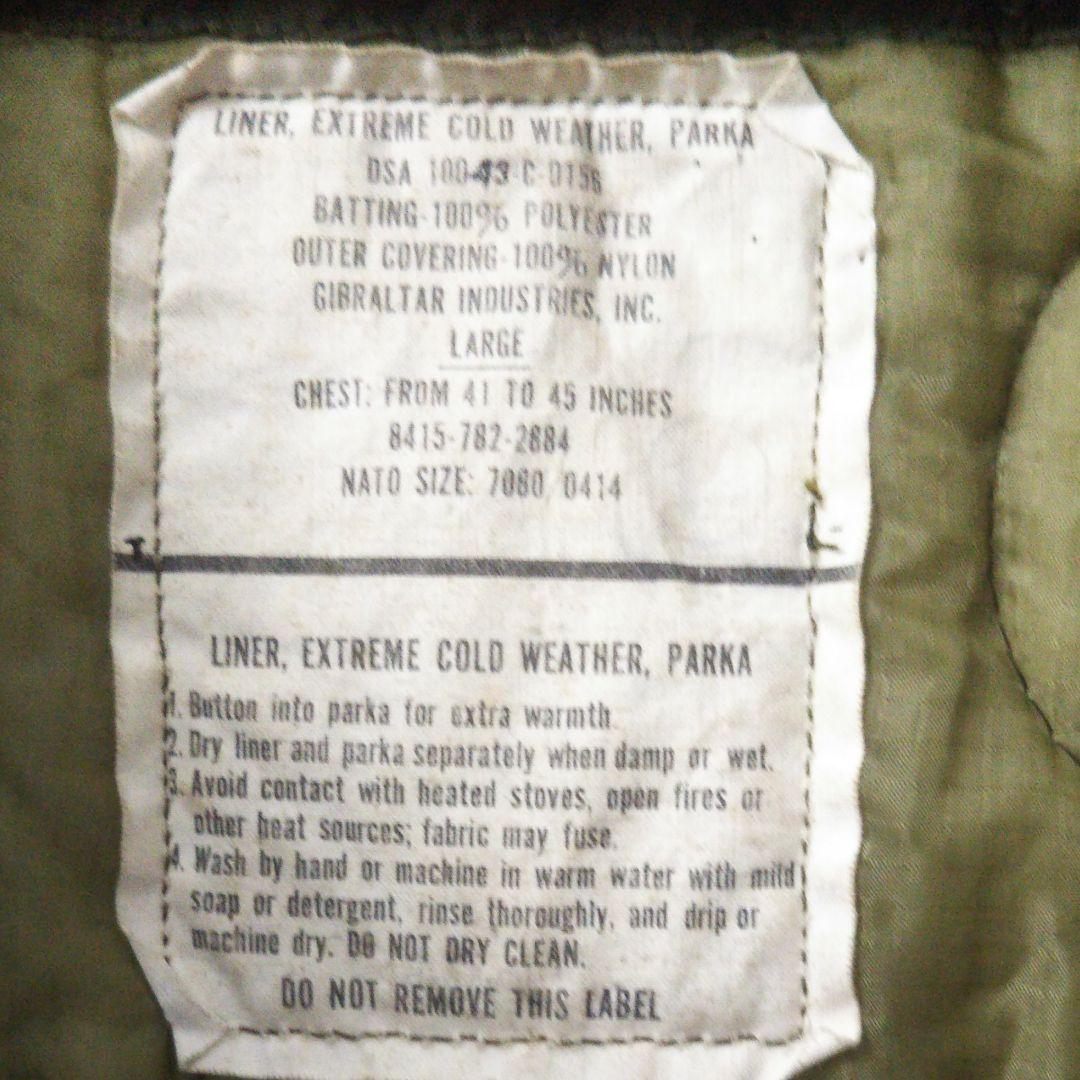 LINER, EXTREME COLD WEATHER, PARKA
DSA 100-43-C-0156
BATTING-100% POLYESTER
OUTER COVERING-100% NYLON
GIBRALTAR INDUSTRIES, INC.
LARGE
CHEST: FROM 41 TO 45 INCHES
8415-782-2884
NATO SIZE: 7080/0414
LINER, EXTREME COLD WEATHER, PARKA
1. Button into parka for extra warmth.
2. Dry liner and parka separately when damp or wet.
3. Avoid contact with heated stoves, open fires or
other heat sources; fabric may fuse.
4. Wash by hand or machine in warm water with mild
soap or detergent, rinse thoroughly, and drip or
machine dry. DO NOT DRY CLEAN.
DO NOT REMOVE THIS LABEL